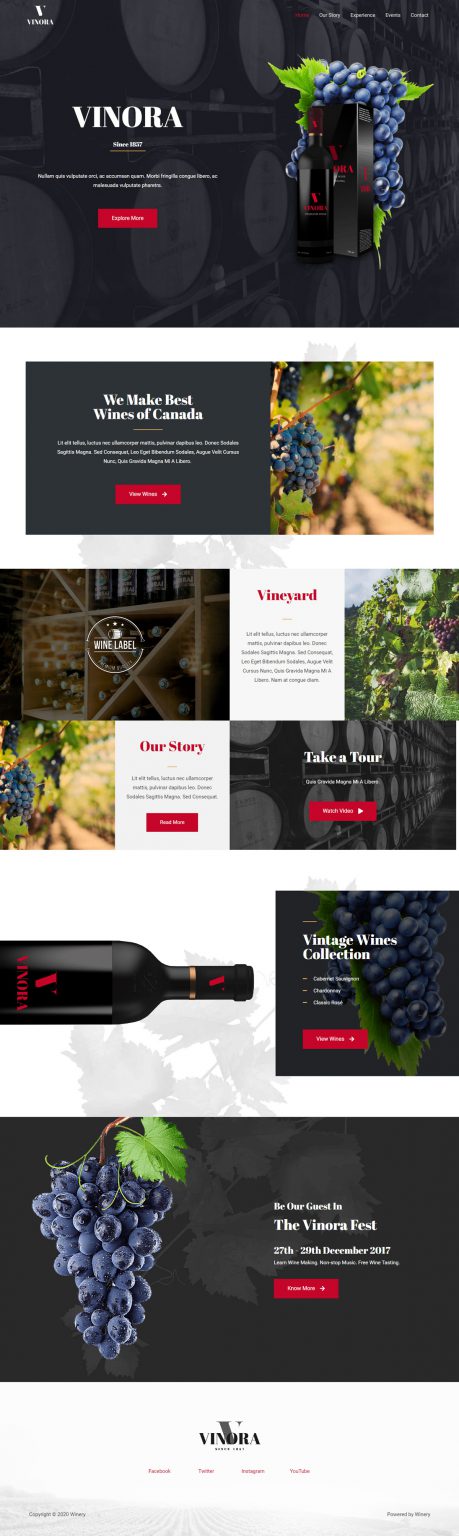 V
VINORA
Home Our Story Experience Events Contact
VINORA
Since 1857
Nullam quis vulputate orci, ac accumsan quam. Morbi fringilla congue libero, ac
malesuada vulputate pharetra.
Explore More
V
VINORA
We Make Best
Wines of Canada
Lit elit tellus, luctus nec ullamcorper mattis, pulvinar dapibus leo. Donec Sodales
Sagittis Magna. Sed Consequat, Leo Eget Bibendum Sodales, Augue Velit Cursus
Nunc, Quis Gravida Magna Mi A Libero.
View Wines
WINE LABEL
Vineyard
Lit elit tellus, luctus nec ullamcorper
mattis, pulvinar dapibus leo. Donec
Sodales Sagittis Magna. Sed Consequat,
Leo Eget Bibendum Sodales, Augue Velit
Cursus Nunc, Quis Gravida Magna Mi A
Libero. Nam at congue diam.
Our Story
Lit elit tellus, luctus nec ullamcorper
mattis, pulvinar dapibus leo. Donec
Sodales Sagittis Magna. Sed Consequat.
Read More
Take a Tour
Quis Gravida Magna Mi A Libero.
Watch Video
VINORA
V
Vintage Wines
Collection
Cabernet Sauvignon
Chardonnay
Classic Rosé
View Wines
Be Our Guest In
The Vinora Fest
27th - 29th December 2017
Learn Wine Making. Non-stop Music. Free Wine Tasting.
Know More
V
VINORA
SINCE 1857
Facebook Twitter Instagram YouTube
Copyright © 2020 Winery
Powered by Winery